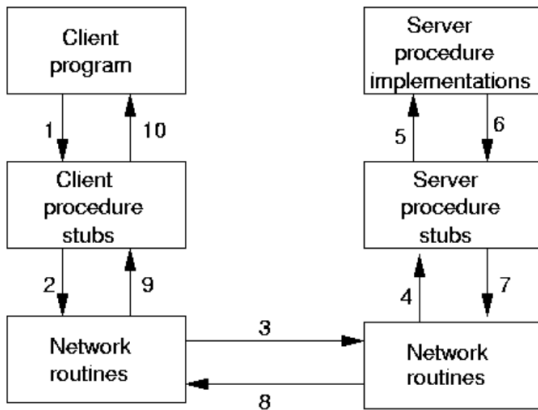 Client
program
Server
procedure
implementations
1
10
5
6
Client
procedure
stubs
Server
procedure
stubs
2
9
4
7
3
Network
routines
Network
routines
8